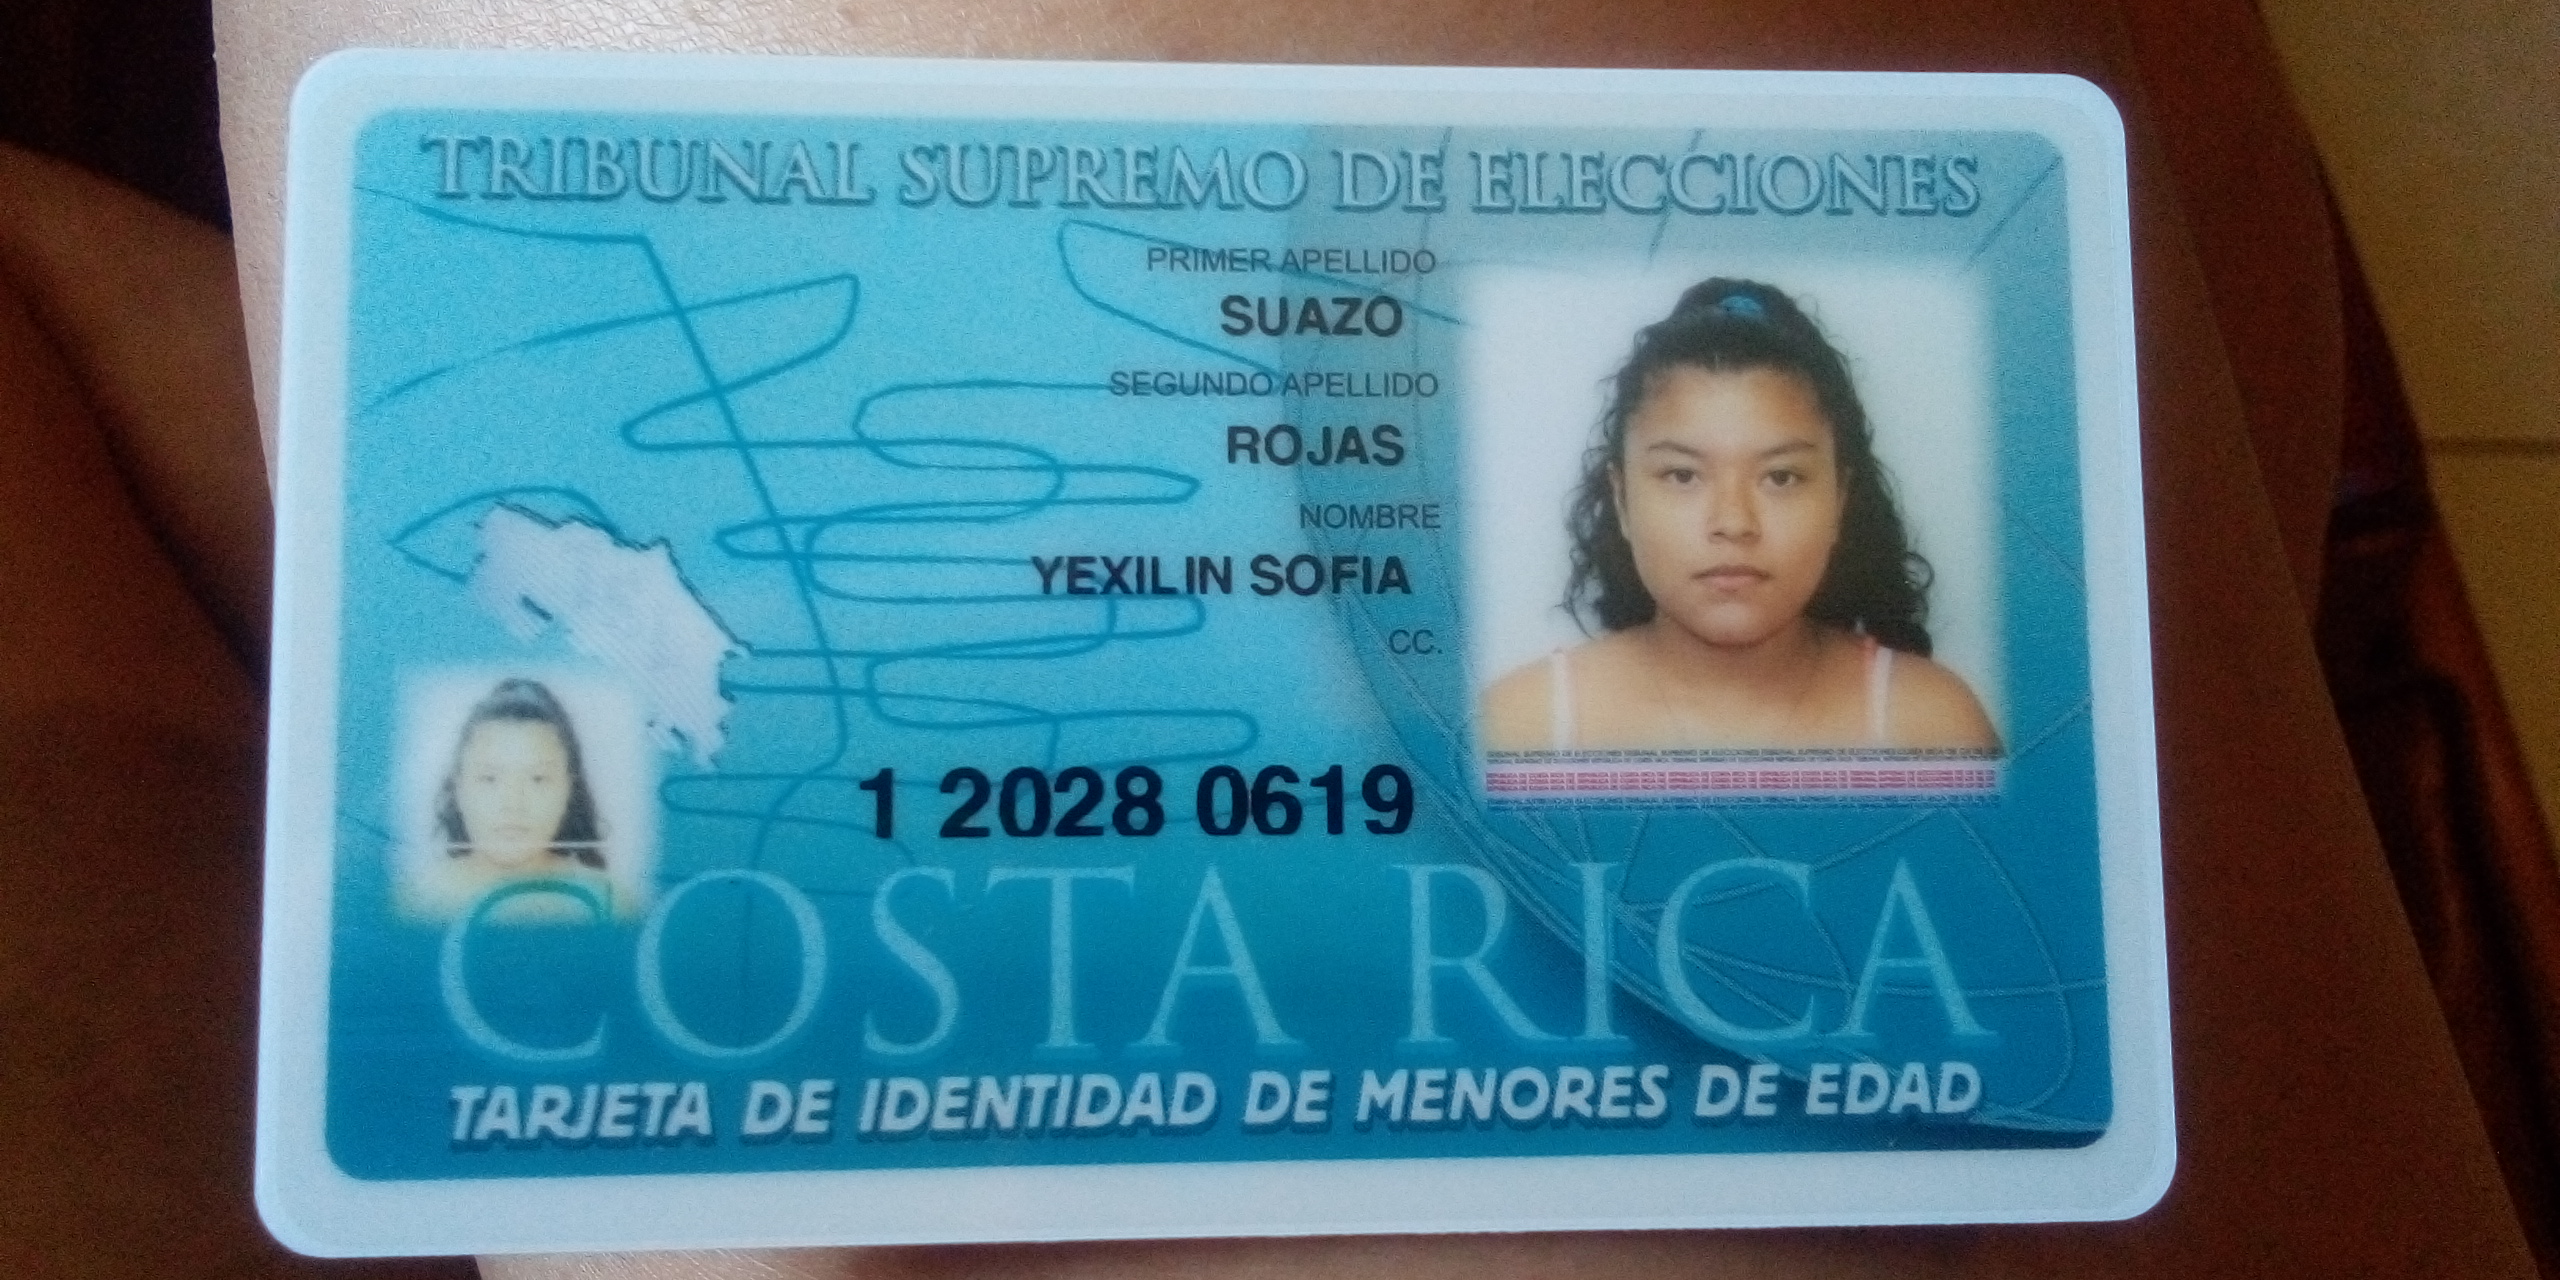 TRIBUNAL SUPREMO DE ELECCIONES
PRIMER APELLIDO
SUAZO
SEGUNDO APELLIDO
ROJAS
NOMBRE
YEXILIN SOFIA
CC.
1 2028 0619
COSTA RICA
TARJETA DE IDENTIDAD DE MENORES DE EDAD